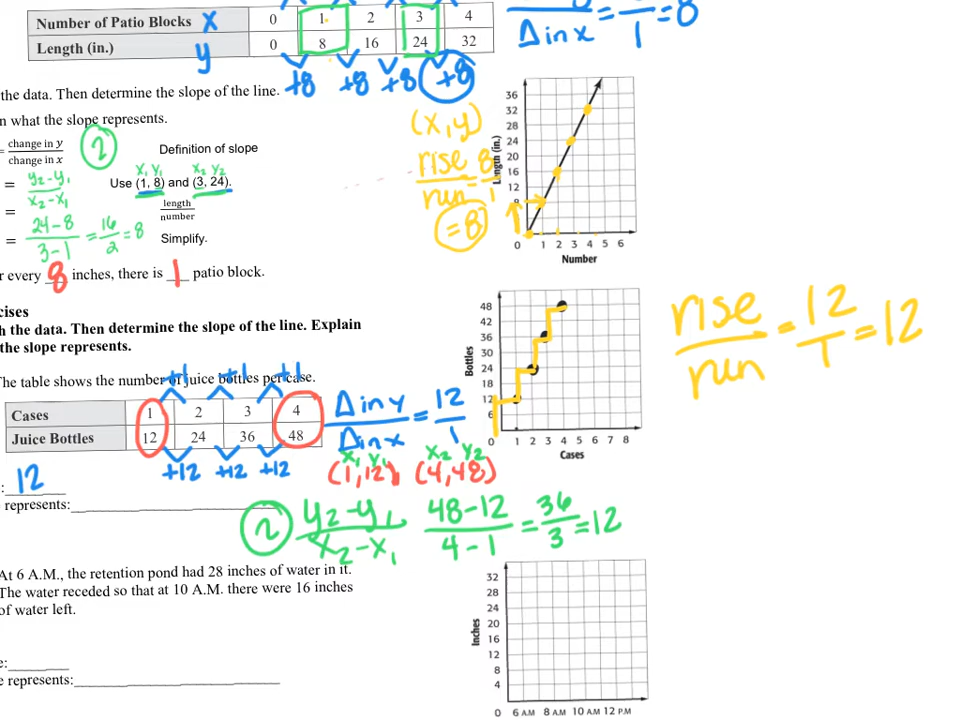 Number of Patio Blocks x 0 1 2 3 4
Length (in.) y 0 8 16 24 32
Δin x = 1 = 8
+8 +8 +8 +8
the data. Then determine the slope of the line.
n what the slope represents.
= change in y / change in x
② Definition of slope
x₁ y₁ x₂ y₂
= y₂-y₁ / x₂-x₁ Use (1, 8) and (3, 24).
= length / number
= 24-8 / 3-1 = 16/2 = 8 Simplify.
r every 8 inches, there is 1 patio block.
(x,y)
rise 8
run = 1
= 8
Length (in.)
36
32
28
24
20
16
12
8
0 1 2 3 4 5 6
Number
cises
h the data. Then determine the slope of the line. Explain
the slope represents.
The table shows the number of juice bottles per case.
+1 +1 +1
Cases 1 2 3 4
Juice Bottles 12 24 36 48
+12 +12 +12
Δin y / Δin x = 12/1
x₁ y₁ x₂ y₂
(1,12), (4,48)
: 12
represents:
② y₂-y₁ / x₂-x₁ 48-12 / 4-1 = 36/3 = 12
Bottles
48
42
36
30
24
18
12
6
0 1 2 3 4 5 6 7 8
Cases
rise / run = 12/1 = 12
At 6 A.M., the retention pond had 28 inches of water in it.
The water receded so that at 10 A.M. there were 16 inches
of water left.
e:
e represents:
Inches
32
28
24
20
16
12
8
4
0 6 A.M 8 A.M 10 A.M 12 P.M